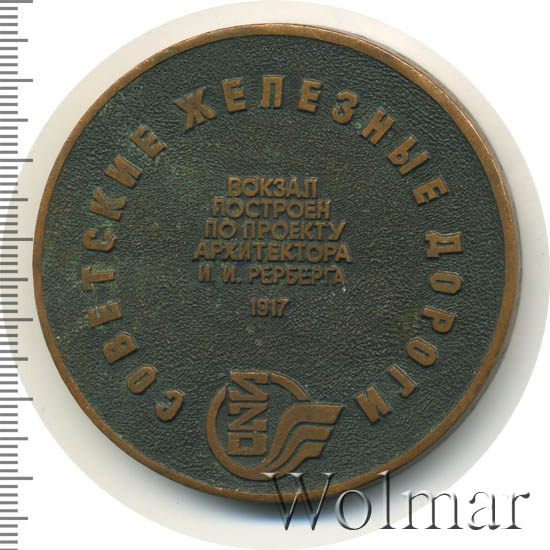 СОВЕТСКИЕ ЖЕЛЕЗНЫЕ ДОРОГИ
ВОКЗАЛ
ПОСТРОЕН
ПО ПРОЕКТУ
АРХИТЕКТОРА
И. И. РЕРБЕРГА
1917
Wolmar